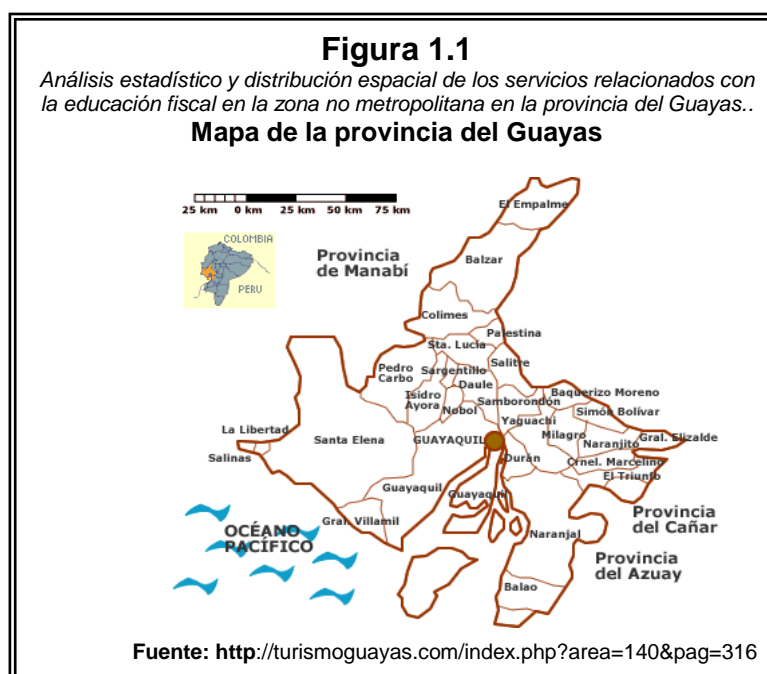 Figura 1.1
Análisis estadístico y distribución espacial de los servicios relacionados con
la educación fiscal en la zona no metropolitana en la provincia del Guayas..
Mapa de la provincia del Guayas
25 km 0 km 25 km 50 km 75 km
COLOMBIA
PERU
Provincia
de Manabí
El Empalme
Balzar
Colimes
Palestina
Sta. Lucía
Salitre
Pedro
Carbo
Sargentillo
Daule
Isidro
Ayora
Nobol
Samborondón
Baquerizo Moreno
Simón Bolívar
Yaguachi
Milagro
Naranjito
Gral. Elizalde
La Libertad
Santa Elena
GUAYAQUIL
Salinas
Durán
Crnel. Marcelino
El Triunfo
Guayaquil
Guayaquil
Gral. Villamil
Provincia
del Cañar
OCÉANO
PACÍFICO
Naranjal
Provincia
del Azuay
Balao
Fuente: http://turismoguayas.com/index.php?area=140&pag=316